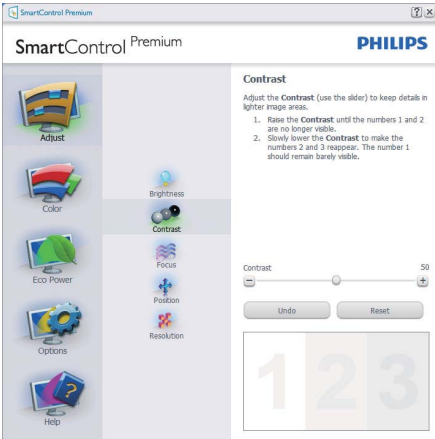 SmartControl Premium
SmartControl Premium
PHILIPS
Adjust
Color
Eco Power
Options
Help
Brightness
Contrast
Focus
Position
Resolution
Contrast
Adjust the Contrast (use the slider) to keep details in
lighter image areas.
1. Raise the Contrast until the numbers 1 and 2
are no longer visible.
2. Slowly lower the Contrast to make the
numbers 2 and 3 reappear. The number 1
should remain barely visible.
Contrast 50
Undo Reset
1 2 3